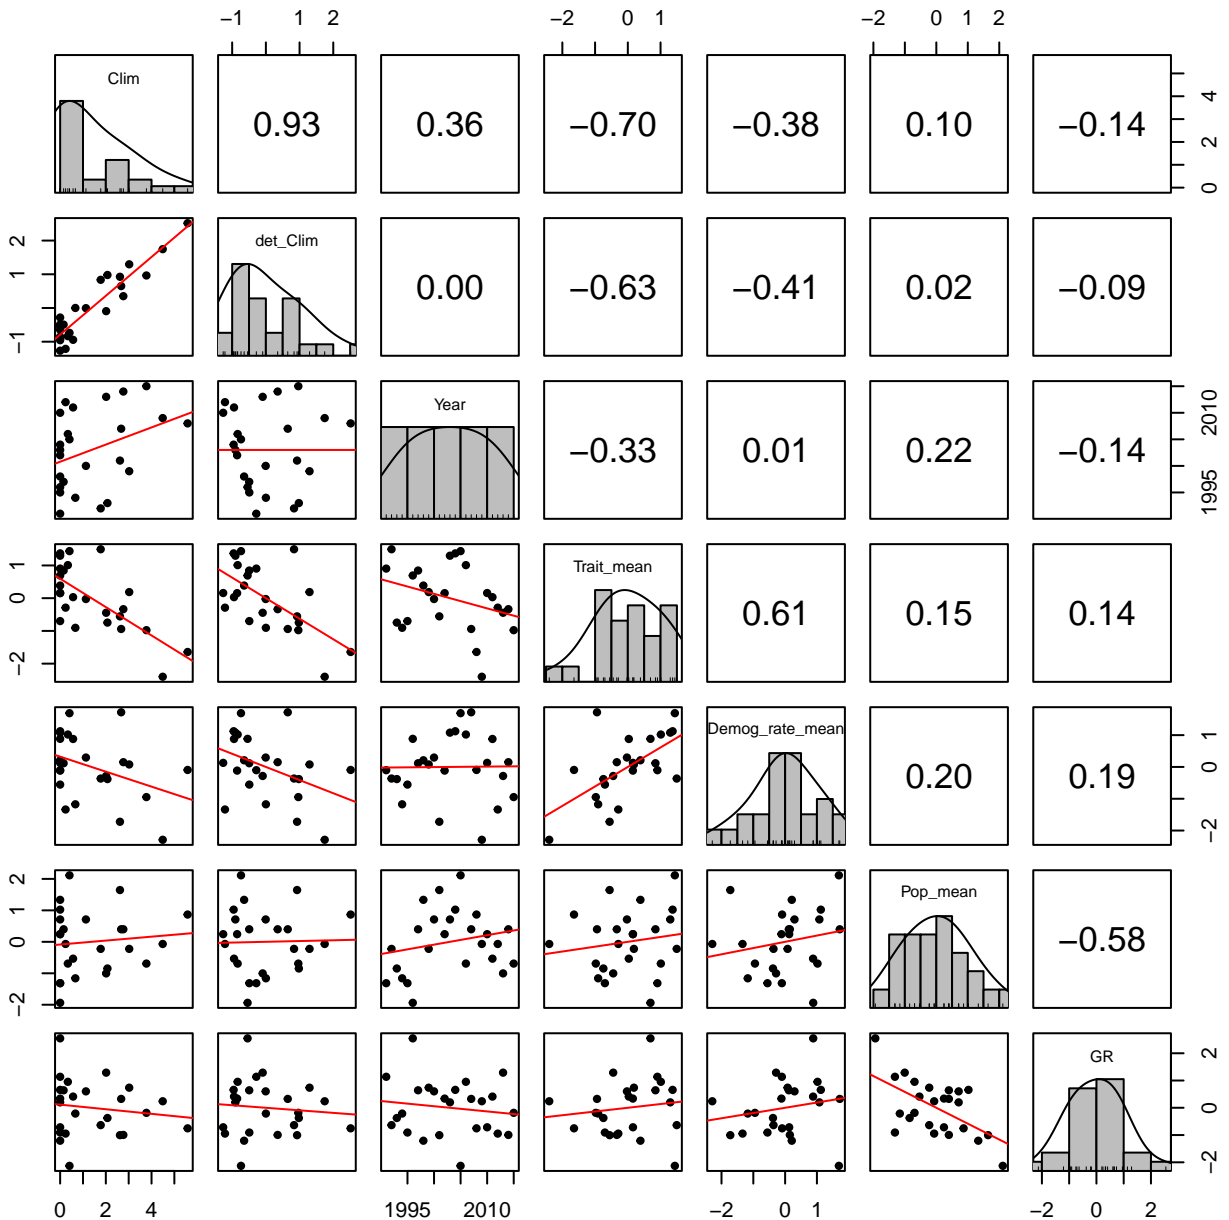 −1 1 2 −2 0 1 −2 0 1 2
Clim 0.93 0.36 −0.70 −0.38 0.10 −0.14 0 2 4
−1 1 2 det_Clim 0.00 −0.63 −0.41 0.02 −0.09
Year −0.33 0.01 0.22 −0.14 1995 2010
−2 0 1 Trait_mean 0.61 0.15 0.14
Demog_rate_mean 0.20 0.19 −2 0 1
−2 0 1 2 Pop_mean −0.58
GR −2 0 2
0 2 4 1995 2010 −2 0 1 −2 0 2